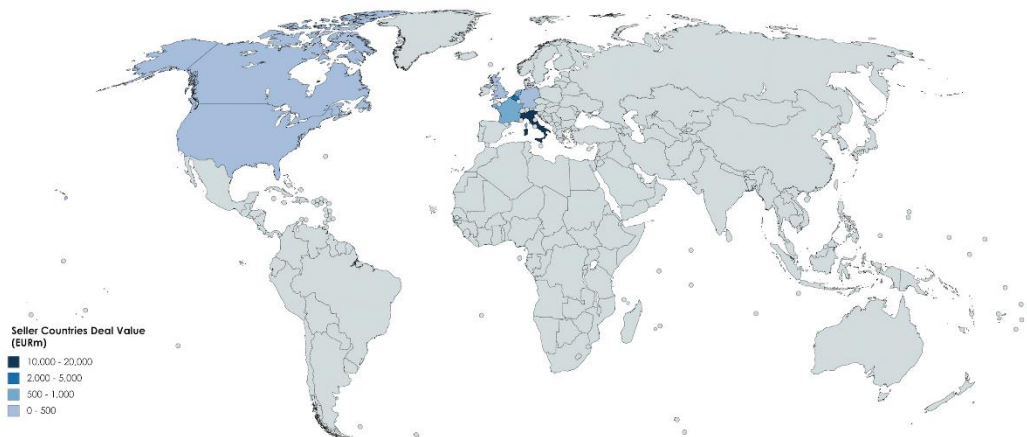 Seller Countries Deal Value
(EURm)
10,000 - 20,000
2,000 - 5,000
500 - 1,000
0 - 500